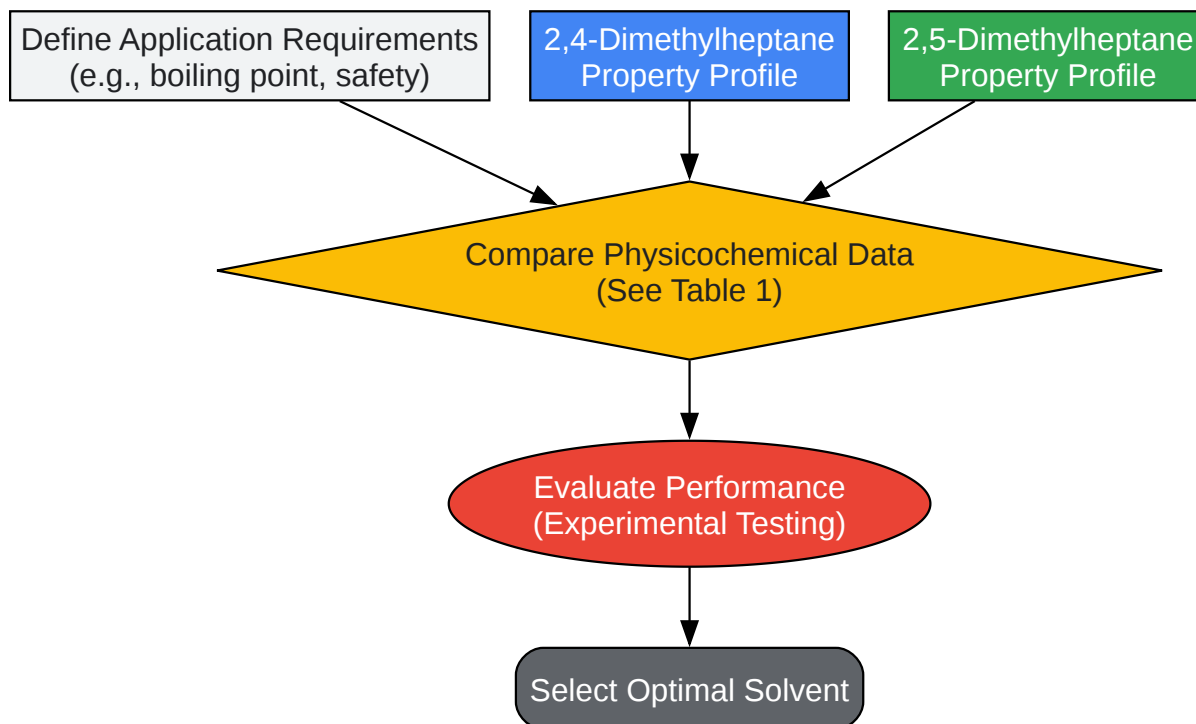 Define Application Requirements
(e.g., boiling point, safety)
2,4-Dimethylheptane
Property Profile
2,5-Dimethylheptane
Property Profile
Compare Physicochemical Data
(See Table 1)
Evaluate Performance
(Experimental Testing)
Select Optimal Solvent